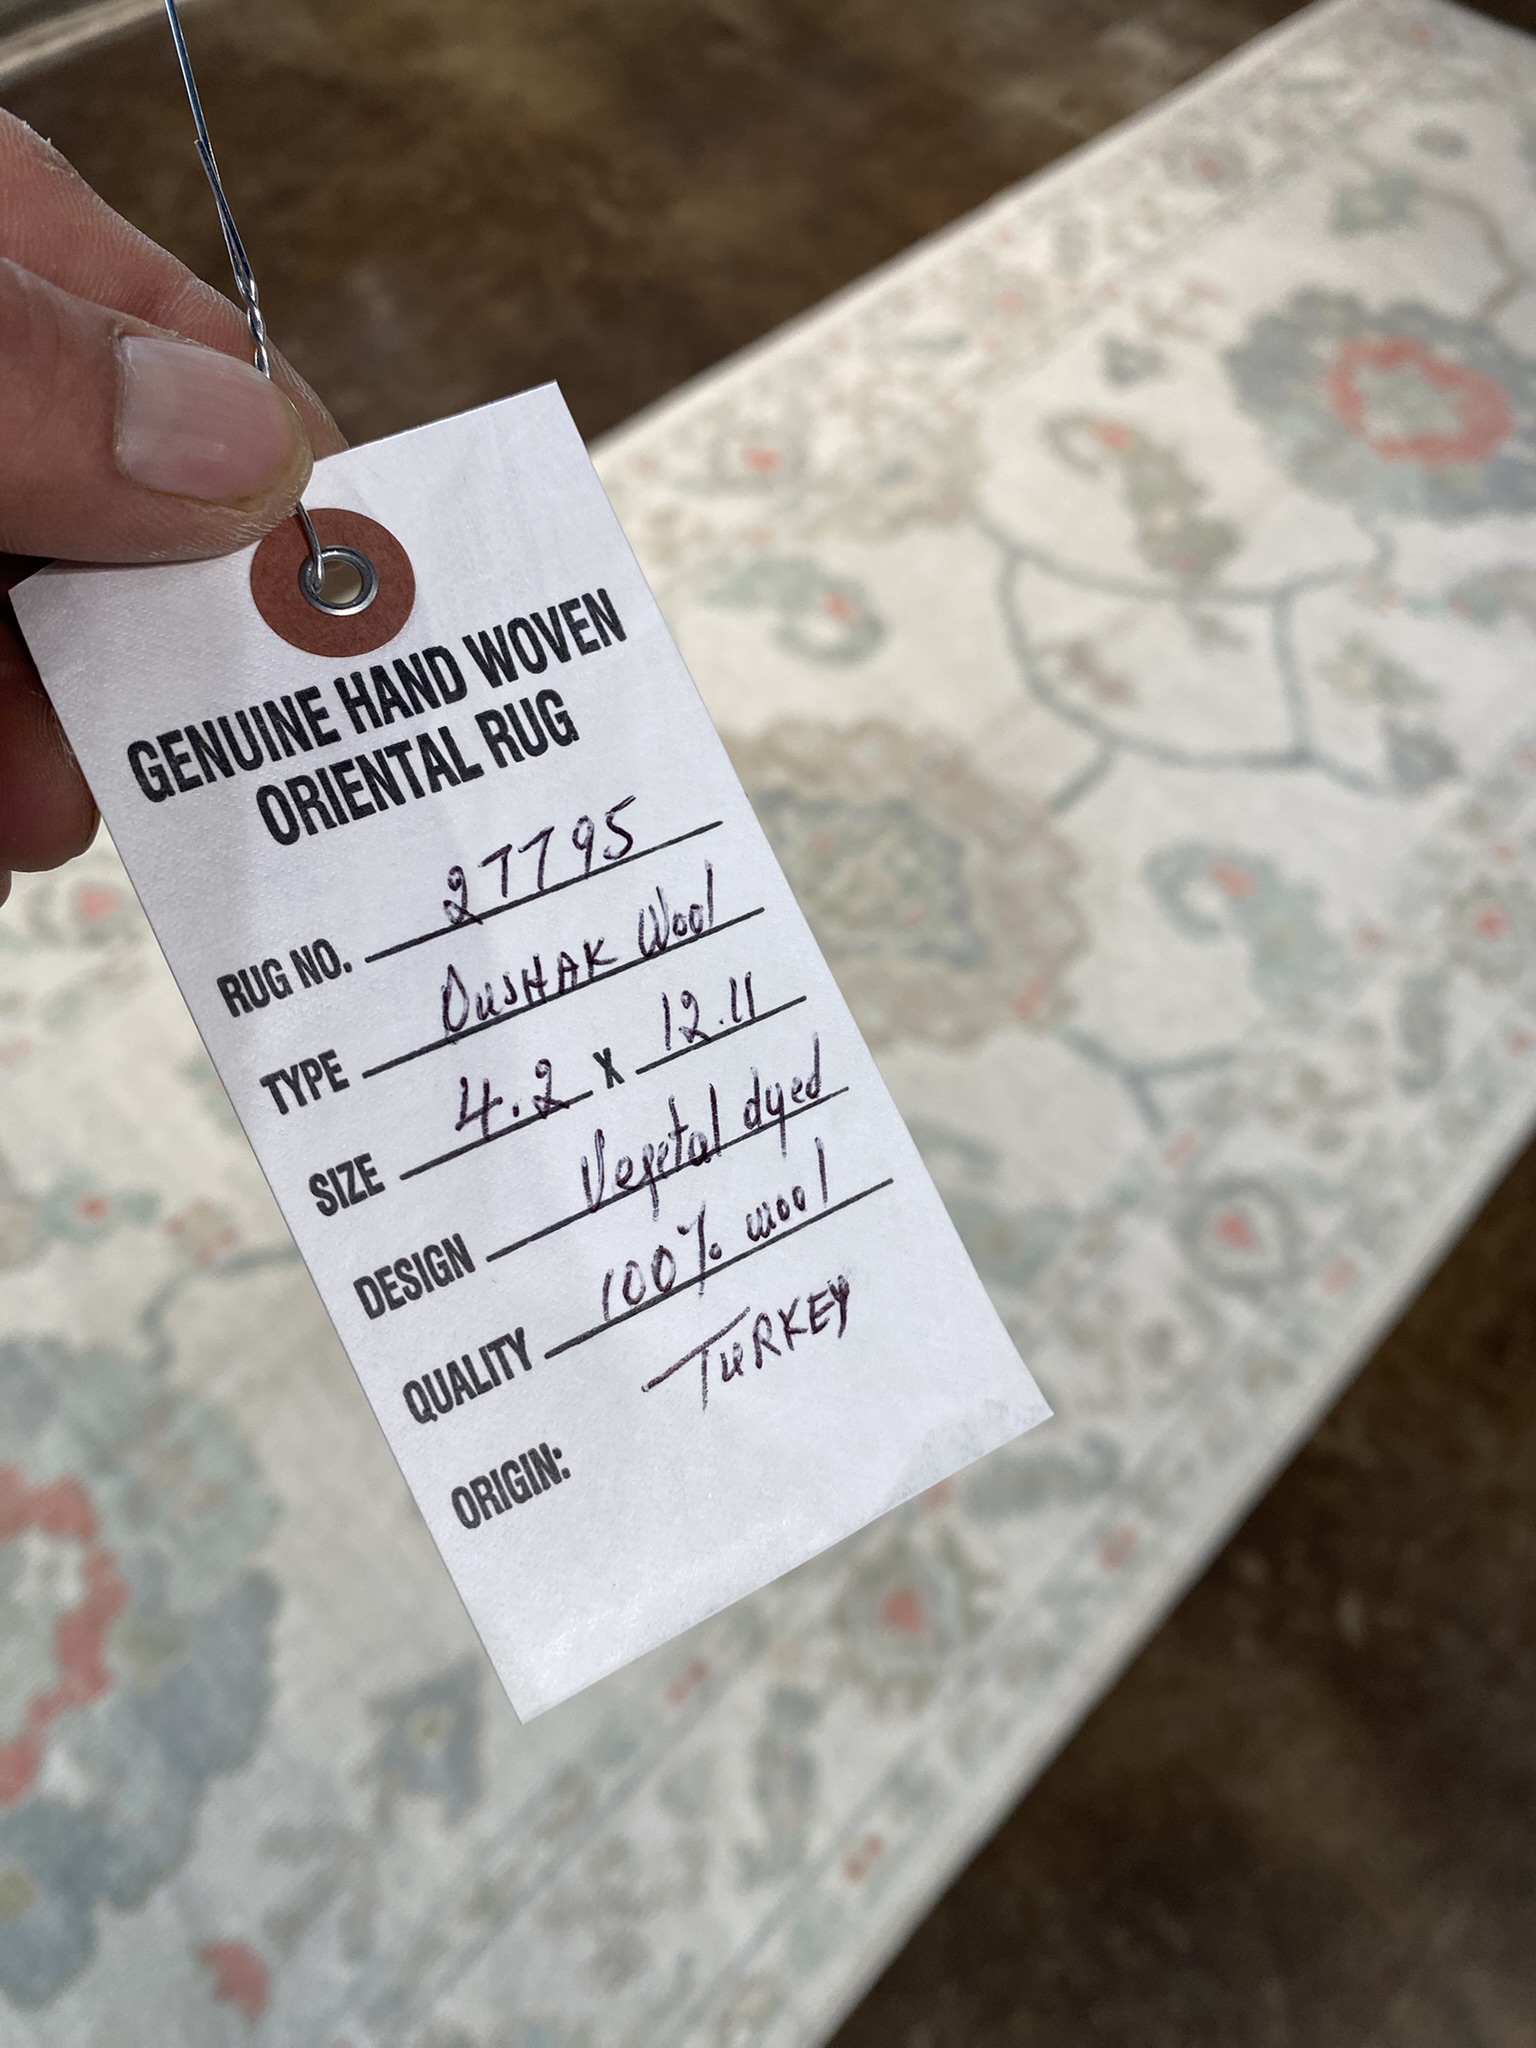 GENUINE HAND WOVEN
ORIENTAL RUG
RUG NO. 27795
TYPE OUSHAK Wool
SIZE 4.2 X 12.11
DESIGN Vegetal dyed
QUALITY 100% wool
ORIGIN: TURKEY